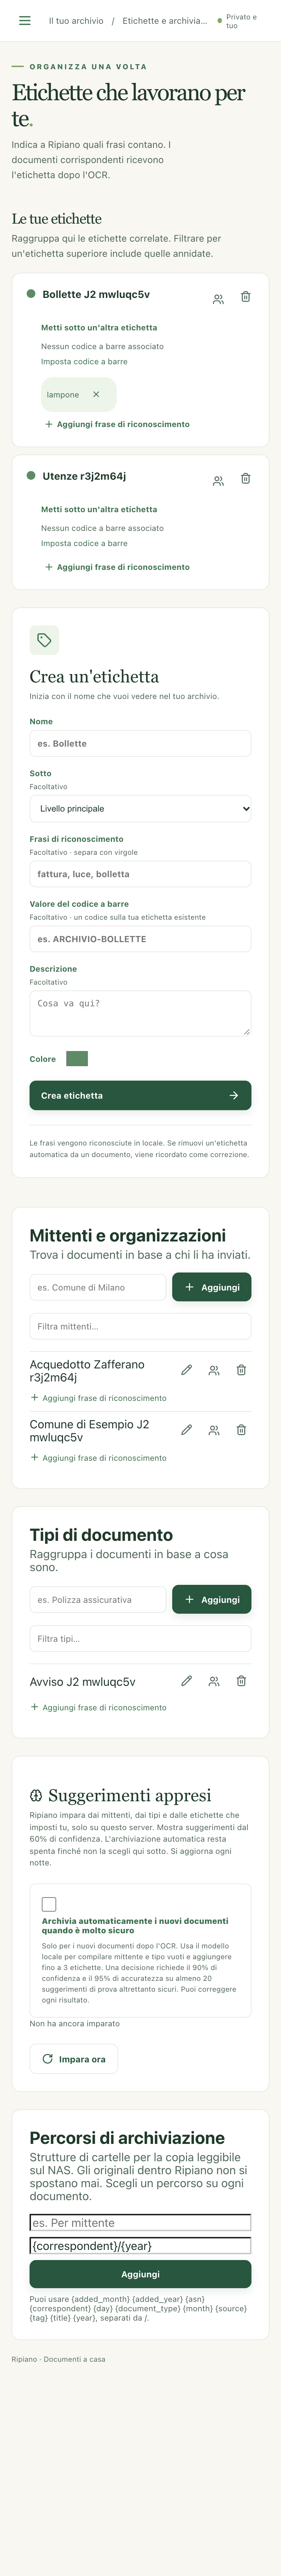 Il tuo archivio / Etichette e archivia... Privato e tuo
ORGANIZZA UNA VOLTA
Etichette che lavorano per
te.
Indica a Ripiano quali frasi contano. I
documenti corrispondenti ricevono
l'etichetta dopo l'OCR.
Le tue etichette
Raggruppa qui le etichette correlate. Filtrare per
un'etichetta superiore include quelle annidate.
Bollette J2 mwluqc5v
Metti sotto un'altra etichetta
Nessun codice a barre associato
Imposta codice a barre
lampone ×
+ Aggiungi frase di riconoscimento
Utenze r3j2m64j
Metti sotto un'altra etichetta
Nessun codice a barre associato
Imposta codice a barre
+ Aggiungi frase di riconoscimento
Crea un'etichetta
Inizia con il nome che vuoi vedere nel tuo archivio.
Nome
es. Bollette
Sotto
Facoltativo
Livello principale
Frasi di riconoscimento
Facoltativo · separa con virgole
fattura, luce, bolletta
Valore del codice a barre
Facoltativo · un codice sulla tua etichetta esistente
es. ARCHIVIO-BOLLETTE
Descrizione
Facoltativo
Cosa va qui?
Colore
Crea etichetta →
Le frasi vengono riconosciute in locale. Se rimuovi un'etichetta
automatica da un documento, viene ricordato come correzione.
Mittenti e organizzazioni
Trova i documenti in base a chi li ha inviati.
es. Comune di Milano + Aggiungi
Filtra mittenti...
Acquedotto Zafferano
r3j2m64j
+ Aggiungi frase di riconoscimento
Comune di Esempio J2
mwluqc5v
+ Aggiungi frase di riconoscimento
Tipi di documento
Raggruppa i documenti in base a cosa
sono.
es. Polizza assicurativa + Aggiungi
Filtra tipi...
Avviso J2 mwluqc5v
+ Aggiungi frase di riconoscimento
Suggerimenti appresi
Ripiano impara dai mittenti, dai tipi e dalle etichette che
imposti tu, solo su questo server. Mostra suggerimenti dal
60% di confidenza. L'archiviazione automatica resta
spenta finché non la scegli qui sotto. Si aggiorna ogni
notte.
Archivia automaticamente i nuovi documenti
quando è molto sicuro
Solo per i nuovi documenti dopo l'OCR. Usa il modello
locale per compilare mittente e tipo vuoti e aggiungere
fino a 3 etichette. Una decisione richiede il 90% di
confidenza e il 95% di accuratezza su almeno 20
suggerimenti di prova altrettanto sicuri. Puoi correggere
ogni risultato.
Non ha ancora imparato
Impara ora
Percorsi di archiviazione
Strutture di cartelle per la copia leggibile
sul NAS. Gli originali dentro Ripiano non si
spostano mai. Scegli un percorso su ogni
documento.
es. Per mittente
{correspondent}/{year}
Aggiungi
Puoi usare {added_month} {added_year} {asn}
{correspondent} {day} {document_type} {month} {source}
{tag} {title} {year}, separati da /.
Ripiano · Documenti a casa